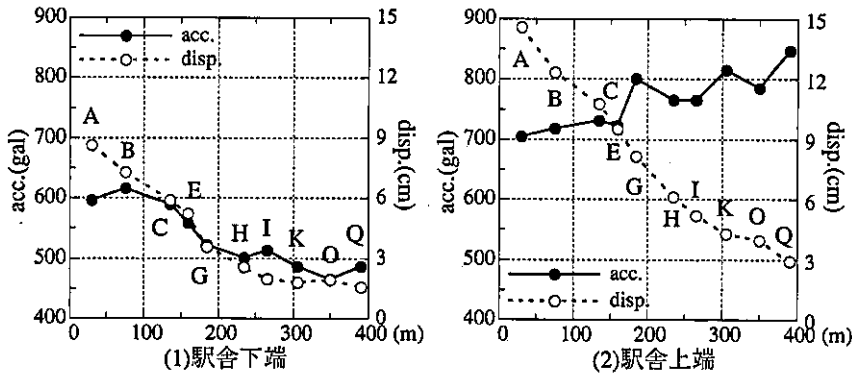 900
800
700
600
500
400
acc.(gal)
15
12
9
6
3
0
disp.(cm)
acc.
disp.
A
B
C
E
G
H
I
K
O
Q
0
100
200
300
400 (m)
(1)駅舎下端
900
800
700
600
500
400
acc.(gal)
15
12
9
6
3
0
disp.(cm)
A
B
C
E
G
H
I
K
O
Q
acc.
disp.
0
100
200
300
400 (m)
(2)駅舎上端